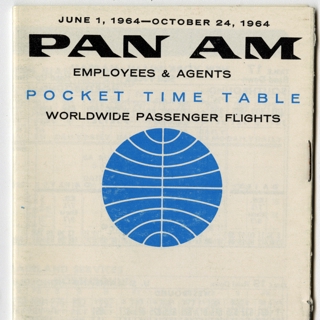 JUNE 1, 1964—OCTOBER 24, 1964
PAN AM
EMPLOYEES & AGENTS
POCKET TIME TABLE
WORLDWIDE PASSENGER FLIGHTS